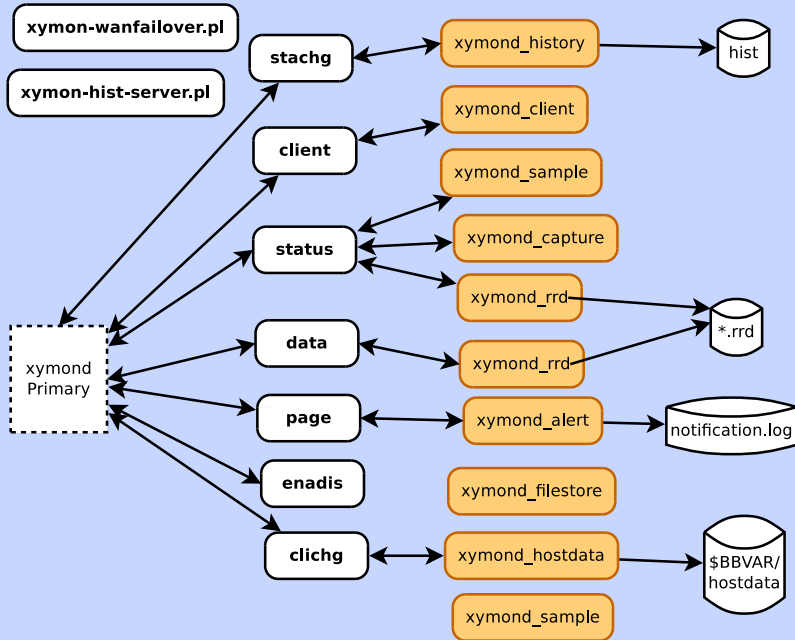 xymon-wanfailover.pl
xymon-hist-server.pl
stachg
xymond_history
hist
client
xymond_client
xymond_sample
status
xymond_capture
xymond_rrd
*.rrd
xymond
Primary
data
xymond_rrd
page
xymond_alert
notification.log
enadis
xymond_filestore
clichg
xymond_hostdata
$BBVAR/
hostdata
xymond_sample